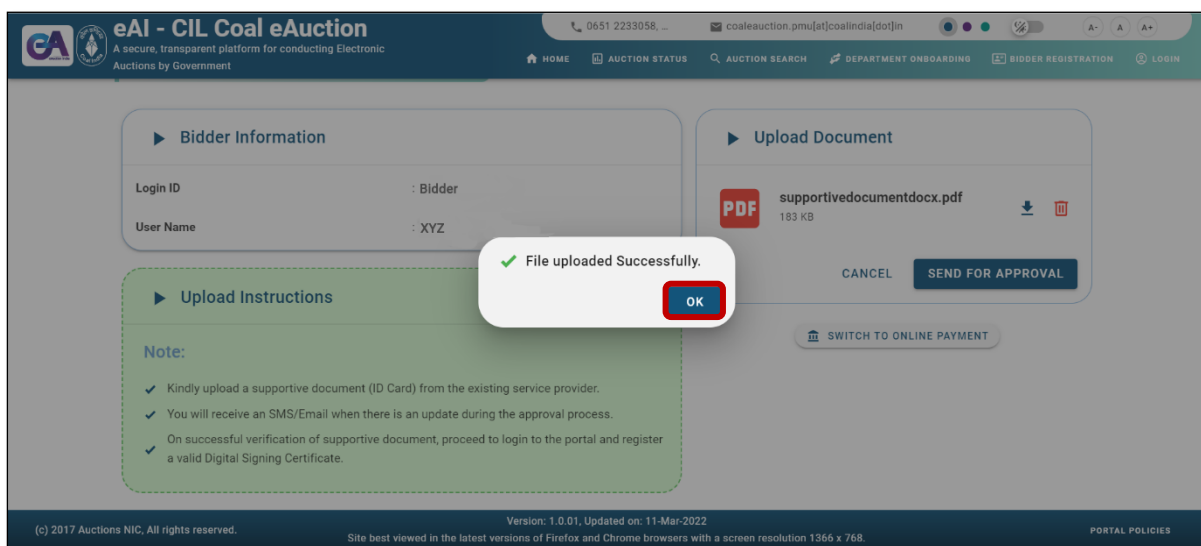 eAI - CIL Coal eAuction
A secure, transparent platform for conducting Electronic
Auctions by Government
0651 2233058, ...
coaleauction.pmu[at]coalindia[dot]in
A-
A
A+
HOME
AUCTION STATUS
AUCTION SEARCH
DEPARTMENT ONBOARDING
BIDDER REGISTRATION
LOGIN
Bidder Information
Login ID : Bidder
User Name : XYZ
Upload Document
PDF
supportivedocumentdocx.pdf
183 KB
CANCEL
SEND FOR APPROVAL
SWITCH TO ONLINE PAYMENT
File uploaded Successfully.
OK
Upload Instructions
Note:
Kindly upload a supportive document (ID Card) from the existing service provider.
You will receive an SMS/Email when there is an update during the approval process.
On successful verification of supportive document, proceed to login to the portal and register
a valid Digital Signing Certificate.
(c) 2017 Auctions NIC, All rights reserved.
Version: 1.0.01, Updated on: 11-Mar-2022
Site best viewed in the latest versions of Firefox and Chrome browsers with a screen resolution 1366 x 768.
PORTAL POLICIES